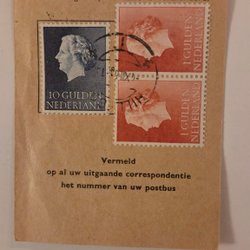 10 GULDEN
NEDERLAND
1 GULDEN
NEDERLAND
1 GULDEN
NEDERLAND
Vermeld
op al uw uitgaande correspondentie
het nummer van uw postbus